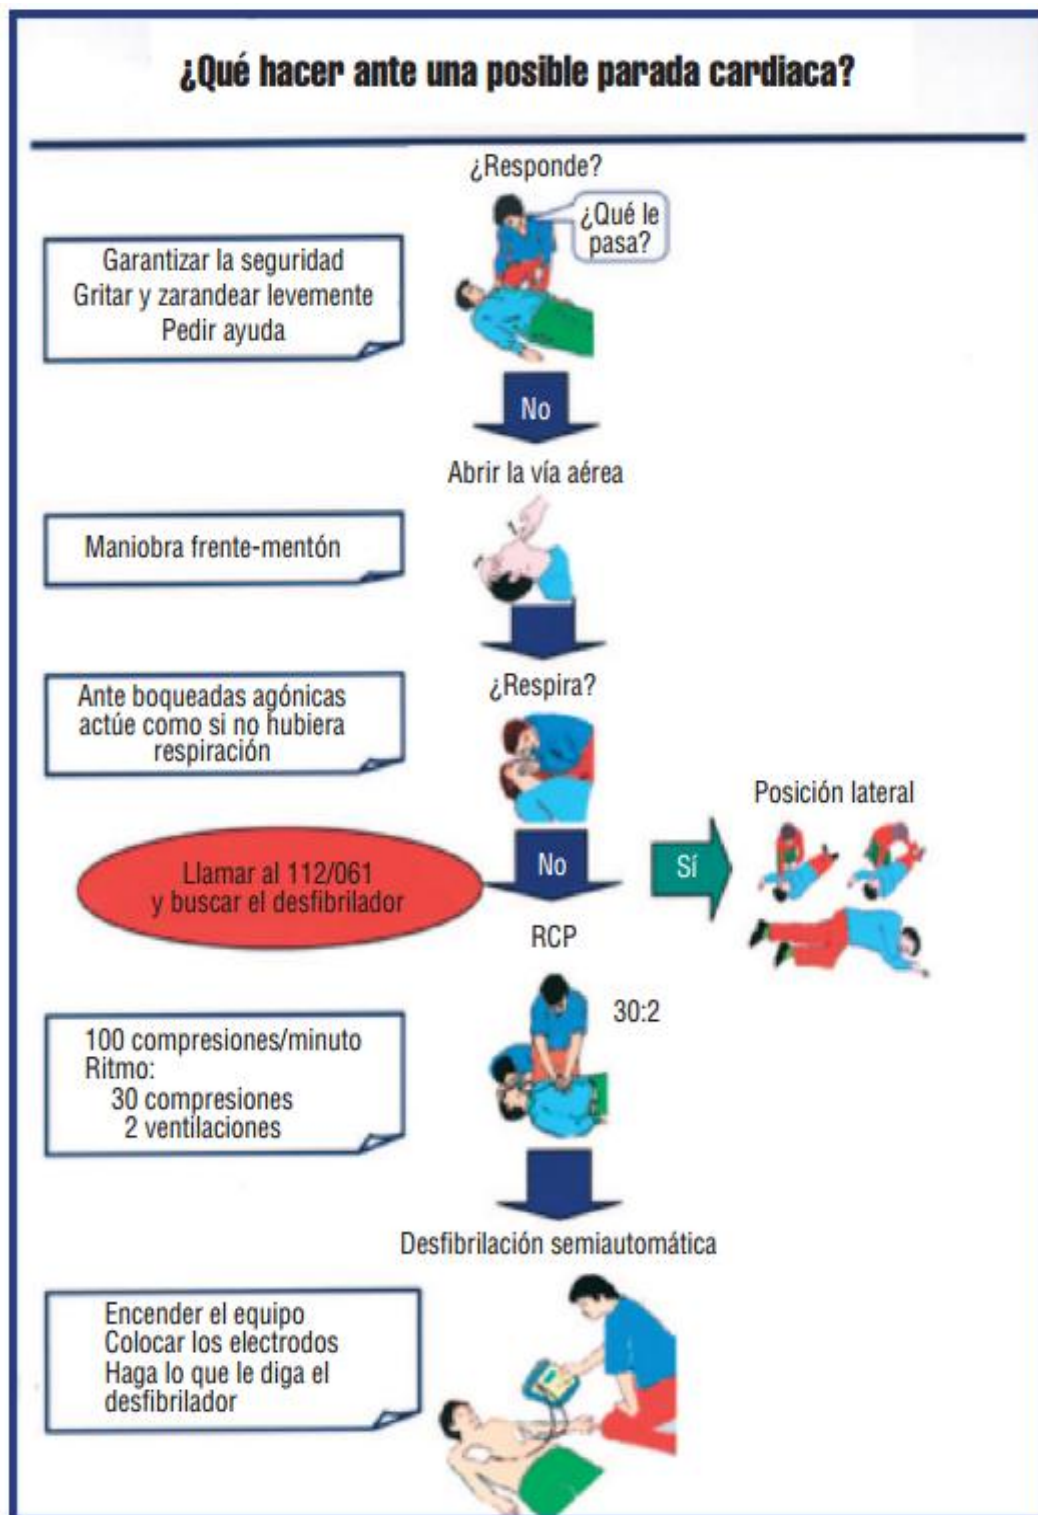 ¿Qué hacer ante una posible parada cardiaca?
¿Responde?
¿Qué le
pasa?
Garantizar la seguridad
Gritar y zarandear levemente
Pedir ayuda
No
Abrir la vía aérea
Maniobra frente-mentón
¿Respira?
Ante boqueadas agónicas
actúe como si no hubiera
respiración
Posición lateral
Llamar al 112/061
y buscar el desfibrilador
No
Sí
RCP
30:2
100 compresiones/minuto
Ritmo:
30 compresiones
2 ventilaciones
Desfibrilación semiautomática
Encender el equipo
Colocar los electrodos
Haga lo que le diga el
desfibrilador